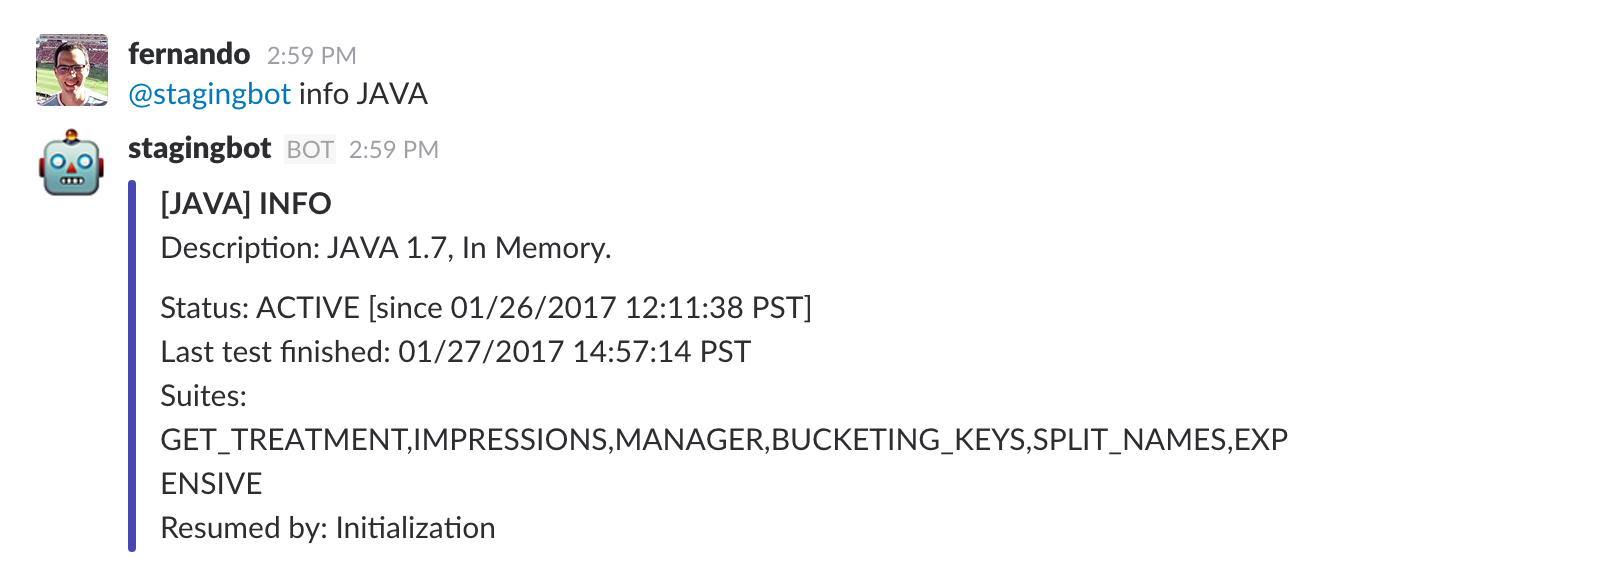 fernando 2:59 PM
@stagingbot info JAVA
stagingbot BOT 2:59 PM
[JAVA] INFO
Description: JAVA 1.7, In Memory.
Status: ACTIVE [since 01/26/2017 12:11:38 PST]
Last test finished: 01/27/2017 14:57:14 PST
Suites:
GET_TREATMENT,IMPRESSIONS,MANAGER,BUCKETING_KEYS,SPLIT_NAMES,EXP
ENSIVE
Resumed by: Initialization